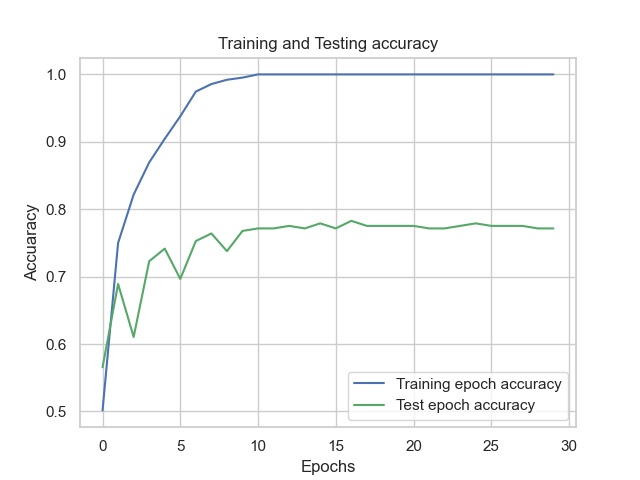 Training and Testing accuracy
Accuaracy
1.0
0.9
0.8
0.7
0.6
0.5
Training epoch accuracy
Test epoch accuracy
0 5 10 15 20 25 30
Epochs